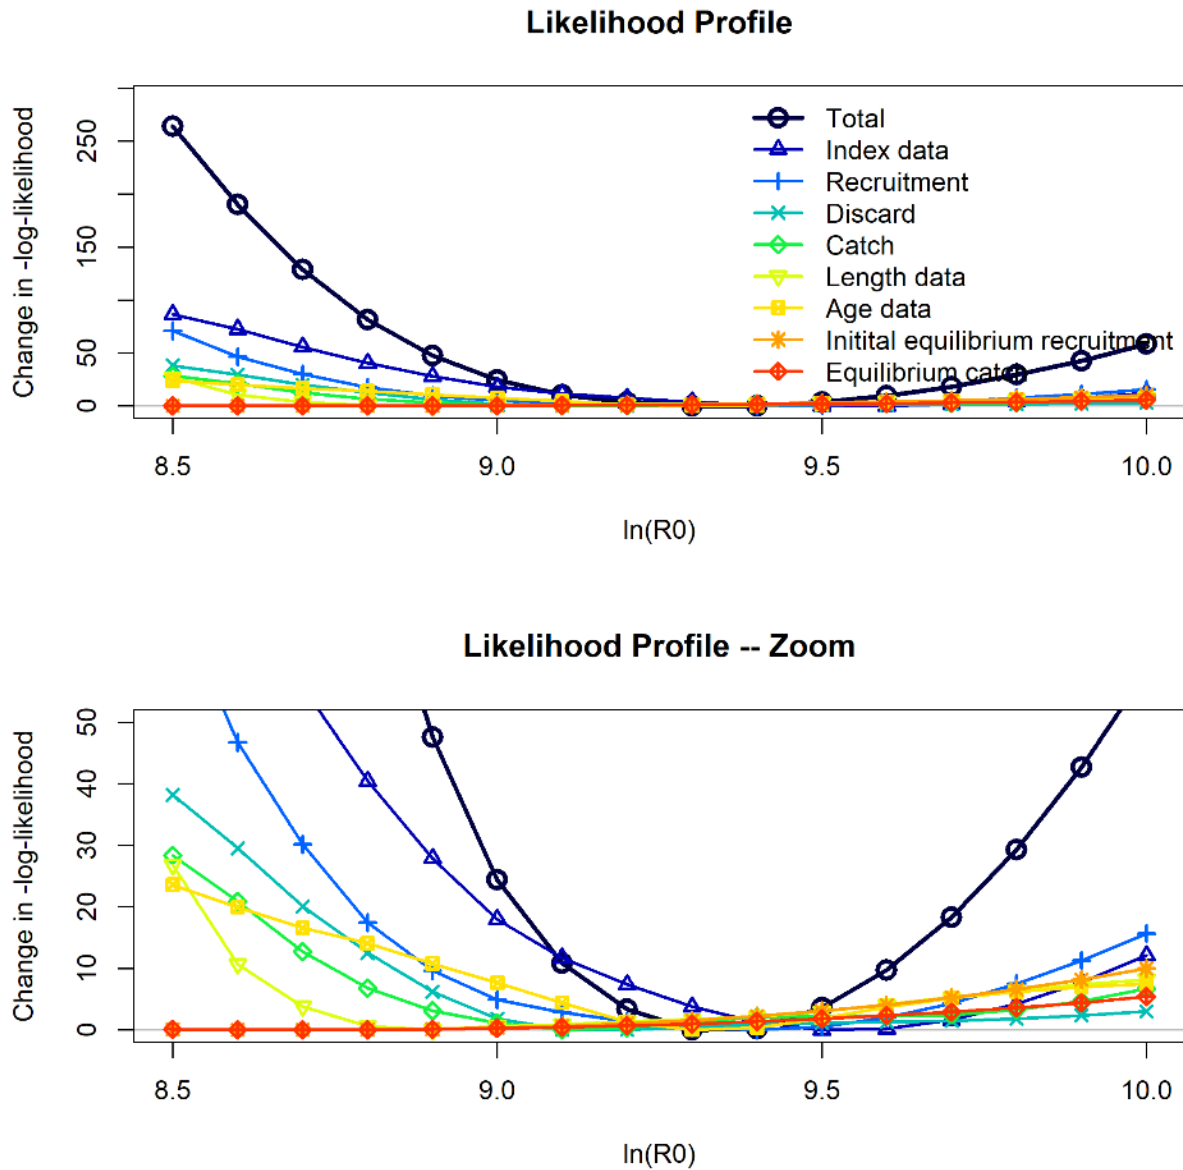 Likelihood Profile
Change in -log-likelihood
250
150
50
0
Total
Index data
Recruitment
Discard
Catch
Length data
Age data
Initital equilibrium recruitment
Equilibrium catch
8.5 9.0 9.5 10.0
ln(R0)
Likelihood Profile -- Zoom
Change in -log-likelihood
50
40
30
20
10
0
8.5 9.0 9.5 10.0
ln(R0)